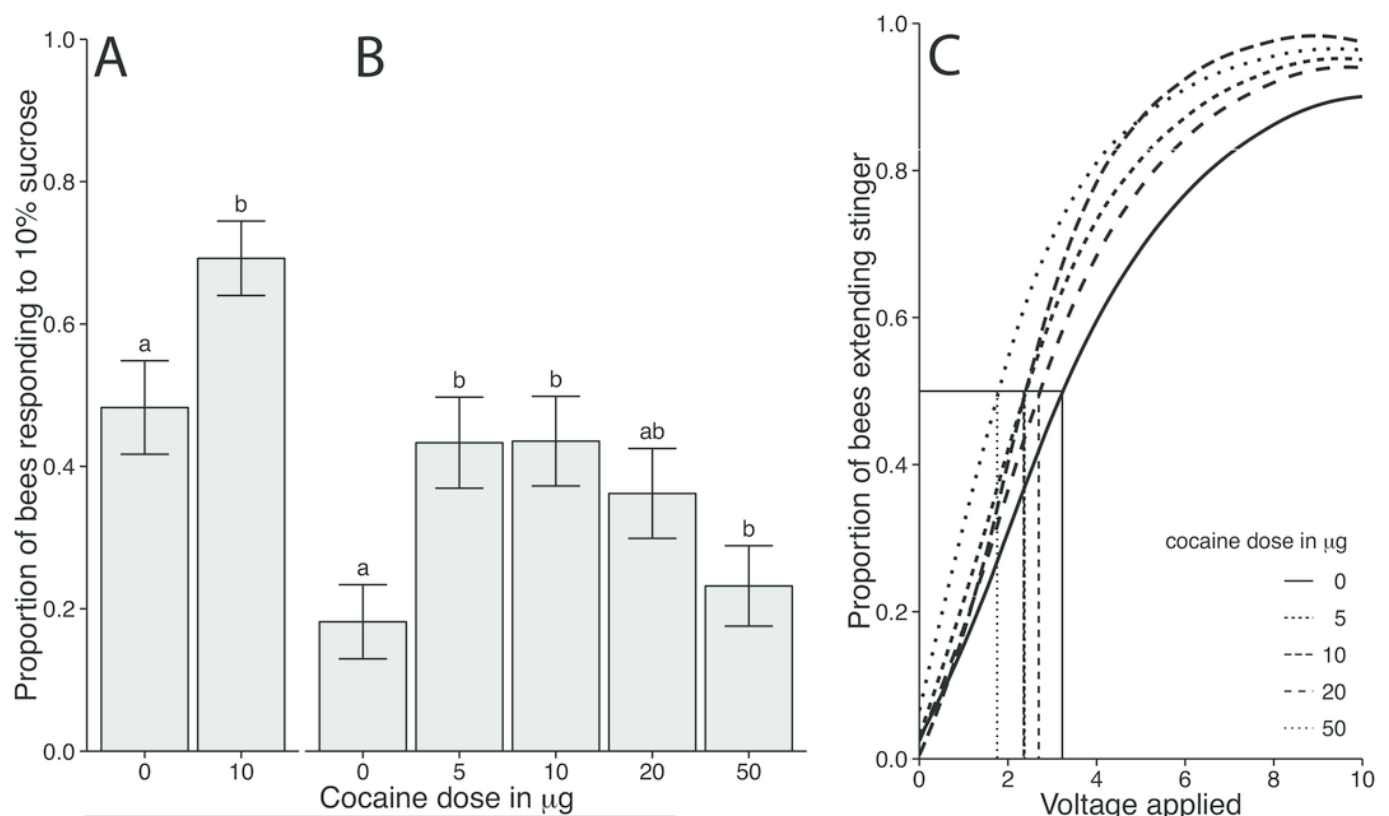 A
B
C
Proportion of bees responding to 10% sucrose
1.0
0.8
0.6
0.4
0.2
0.0
a
b
a
b
b
ab
b
0
10
0
5
10
20
50
Cocaine dose in µg
Proportion of bees extending stinger
1.0
0.8
0.6
0.4
0.2
0.0
cocaine dose in µg
0
5
10
20
50
0
2
4
6
8
10
Voltage applied